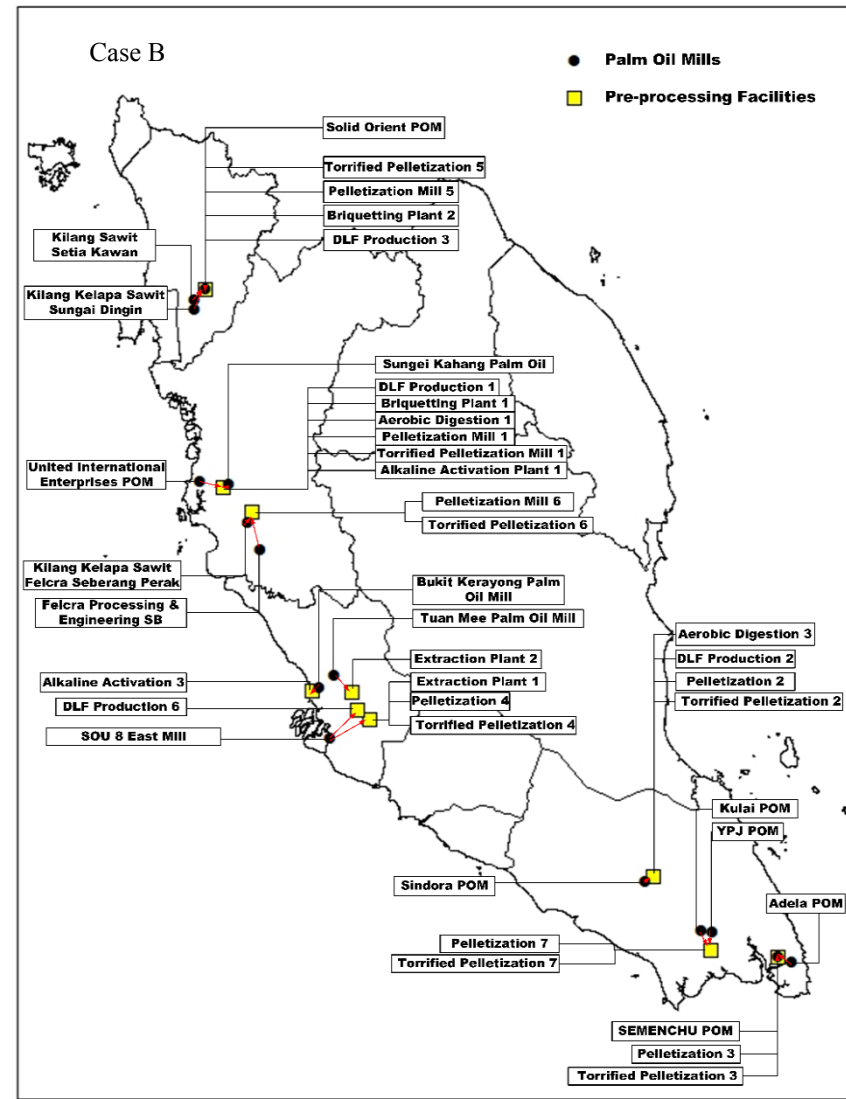 Case B
Palm Oil Mills
Pre-processing Facilities
Solid Orient POM
Torrified Pelletization 5
Pelletization Mill 5
Briquetting Plant 2
DLF Production 3
Kilang Sawit
Setia Kawan
Kilang Kelapa Sawit
Sungai Dingin
Sungei Kahang Palm Oil
DLF Production 1
Briquetting Plant 1
Aerobic Digestion 1
Pelletization Mill 1
Torrified Pelletization Mill 1
Alkaline Activation Plant 1
United International
Enterprises POM
Pelletization Mill 6
Torrified Pelletization 6
Kilang Kelapa Sawit
Felcra Seberang Perak
Felcra Processing &
Engineering SB
Bukit Kerayong Palm
Oil Mill
Tuan Mee Palm Oil Mill
Extraction Plant 2
Extraction Plant 1
Pelletization 4
Torrified Pelletization 4
Alkaline Activation 3
DLF Production 6
SOU 8 East Mill
Aerobic Digestion 3
DLF Production 2
Pelletization 2
Torrified Pelletization 2
Kulai POM
YPJ POM
Adela POM
Sindora POM
Pelletization 7
Torrified Pelletization 7
SEMENCHU POM
Pelletization 3
Torrified Pelletization 3